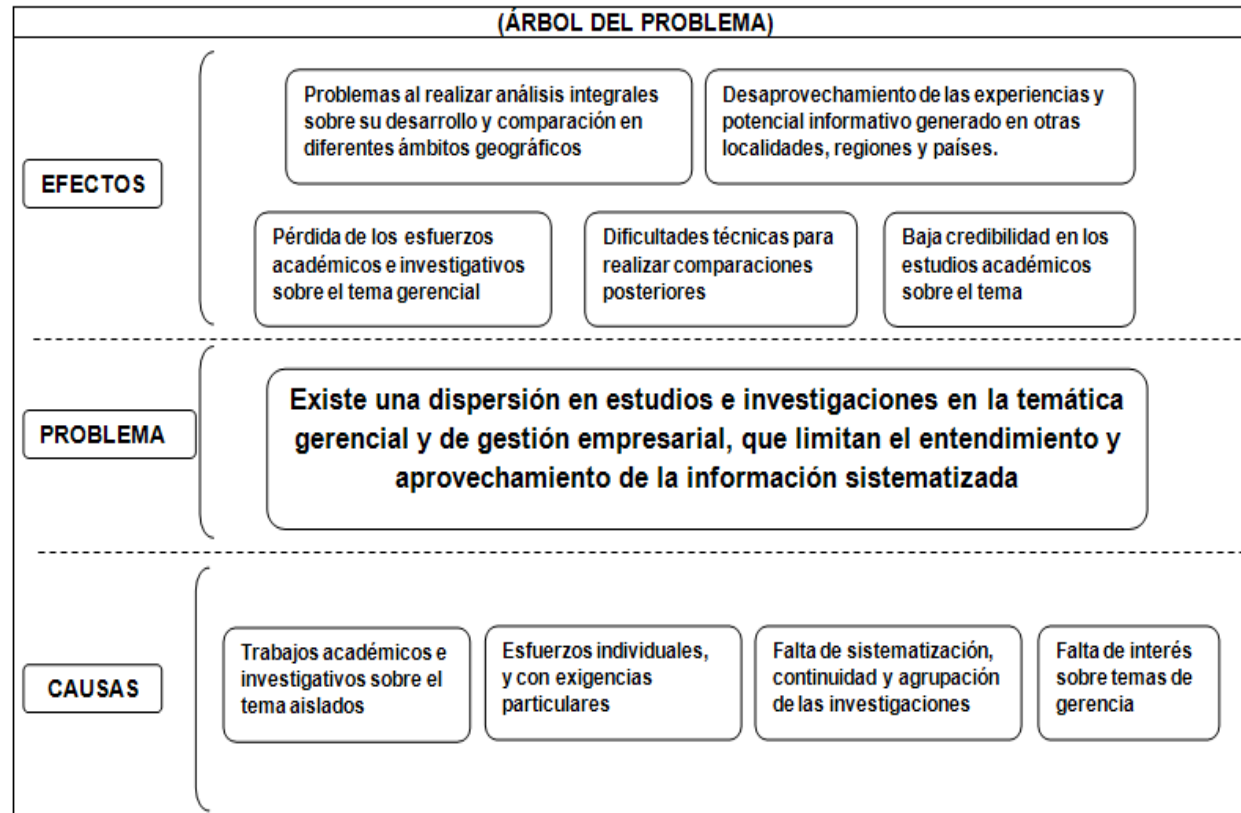 (ÁRBOL DEL PROBLEMA)
EFECTOS
Problemas al realizar análisis integrales
sobre su desarrollo y comparación en
diferentes ámbitos geográficos
Desaprovechamiento de las experiencias y
potencial informativo generado en otras
localidades, regiones y países.
Pérdida de los esfuerzos
académicos e investigativos
sobre el tema gerencial
Dificultades técnicas para
realizar comparaciones
posteriores
Baja credibilidad en los
estudios académicos
sobre el tema
PROBLEMA
Existe una dispersión en estudios e investigaciones en la temática
gerencial y de gestión empresarial, que limitan el entendimiento y
aprovechamiento de la información sistematizada
CAUSAS
Trabajos académicos e
investigativos sobre el
tema aislados
Esfuerzos individuales,
y con exigencias
particulares
Falta de sistematización,
continuidad y agrupación
de las investigaciones
Falta de interés
sobre temas de
gerencia